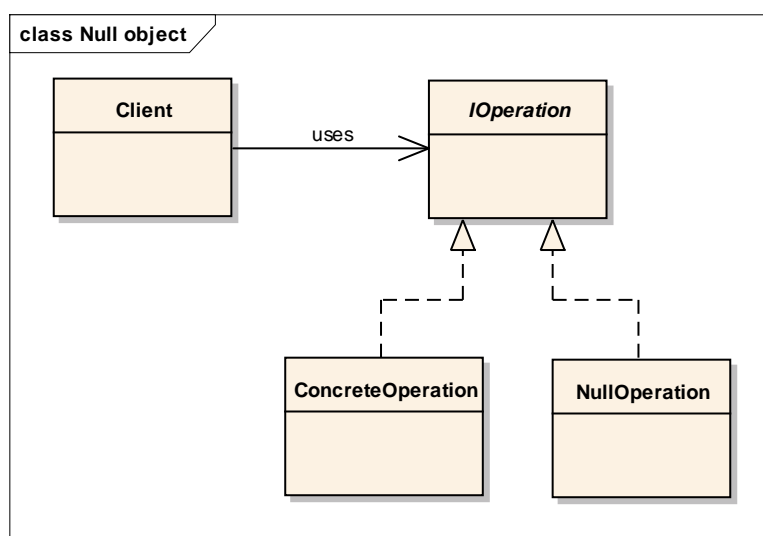 class Null object
Client
IOperation
uses
ConcreteOperation
NullOperation